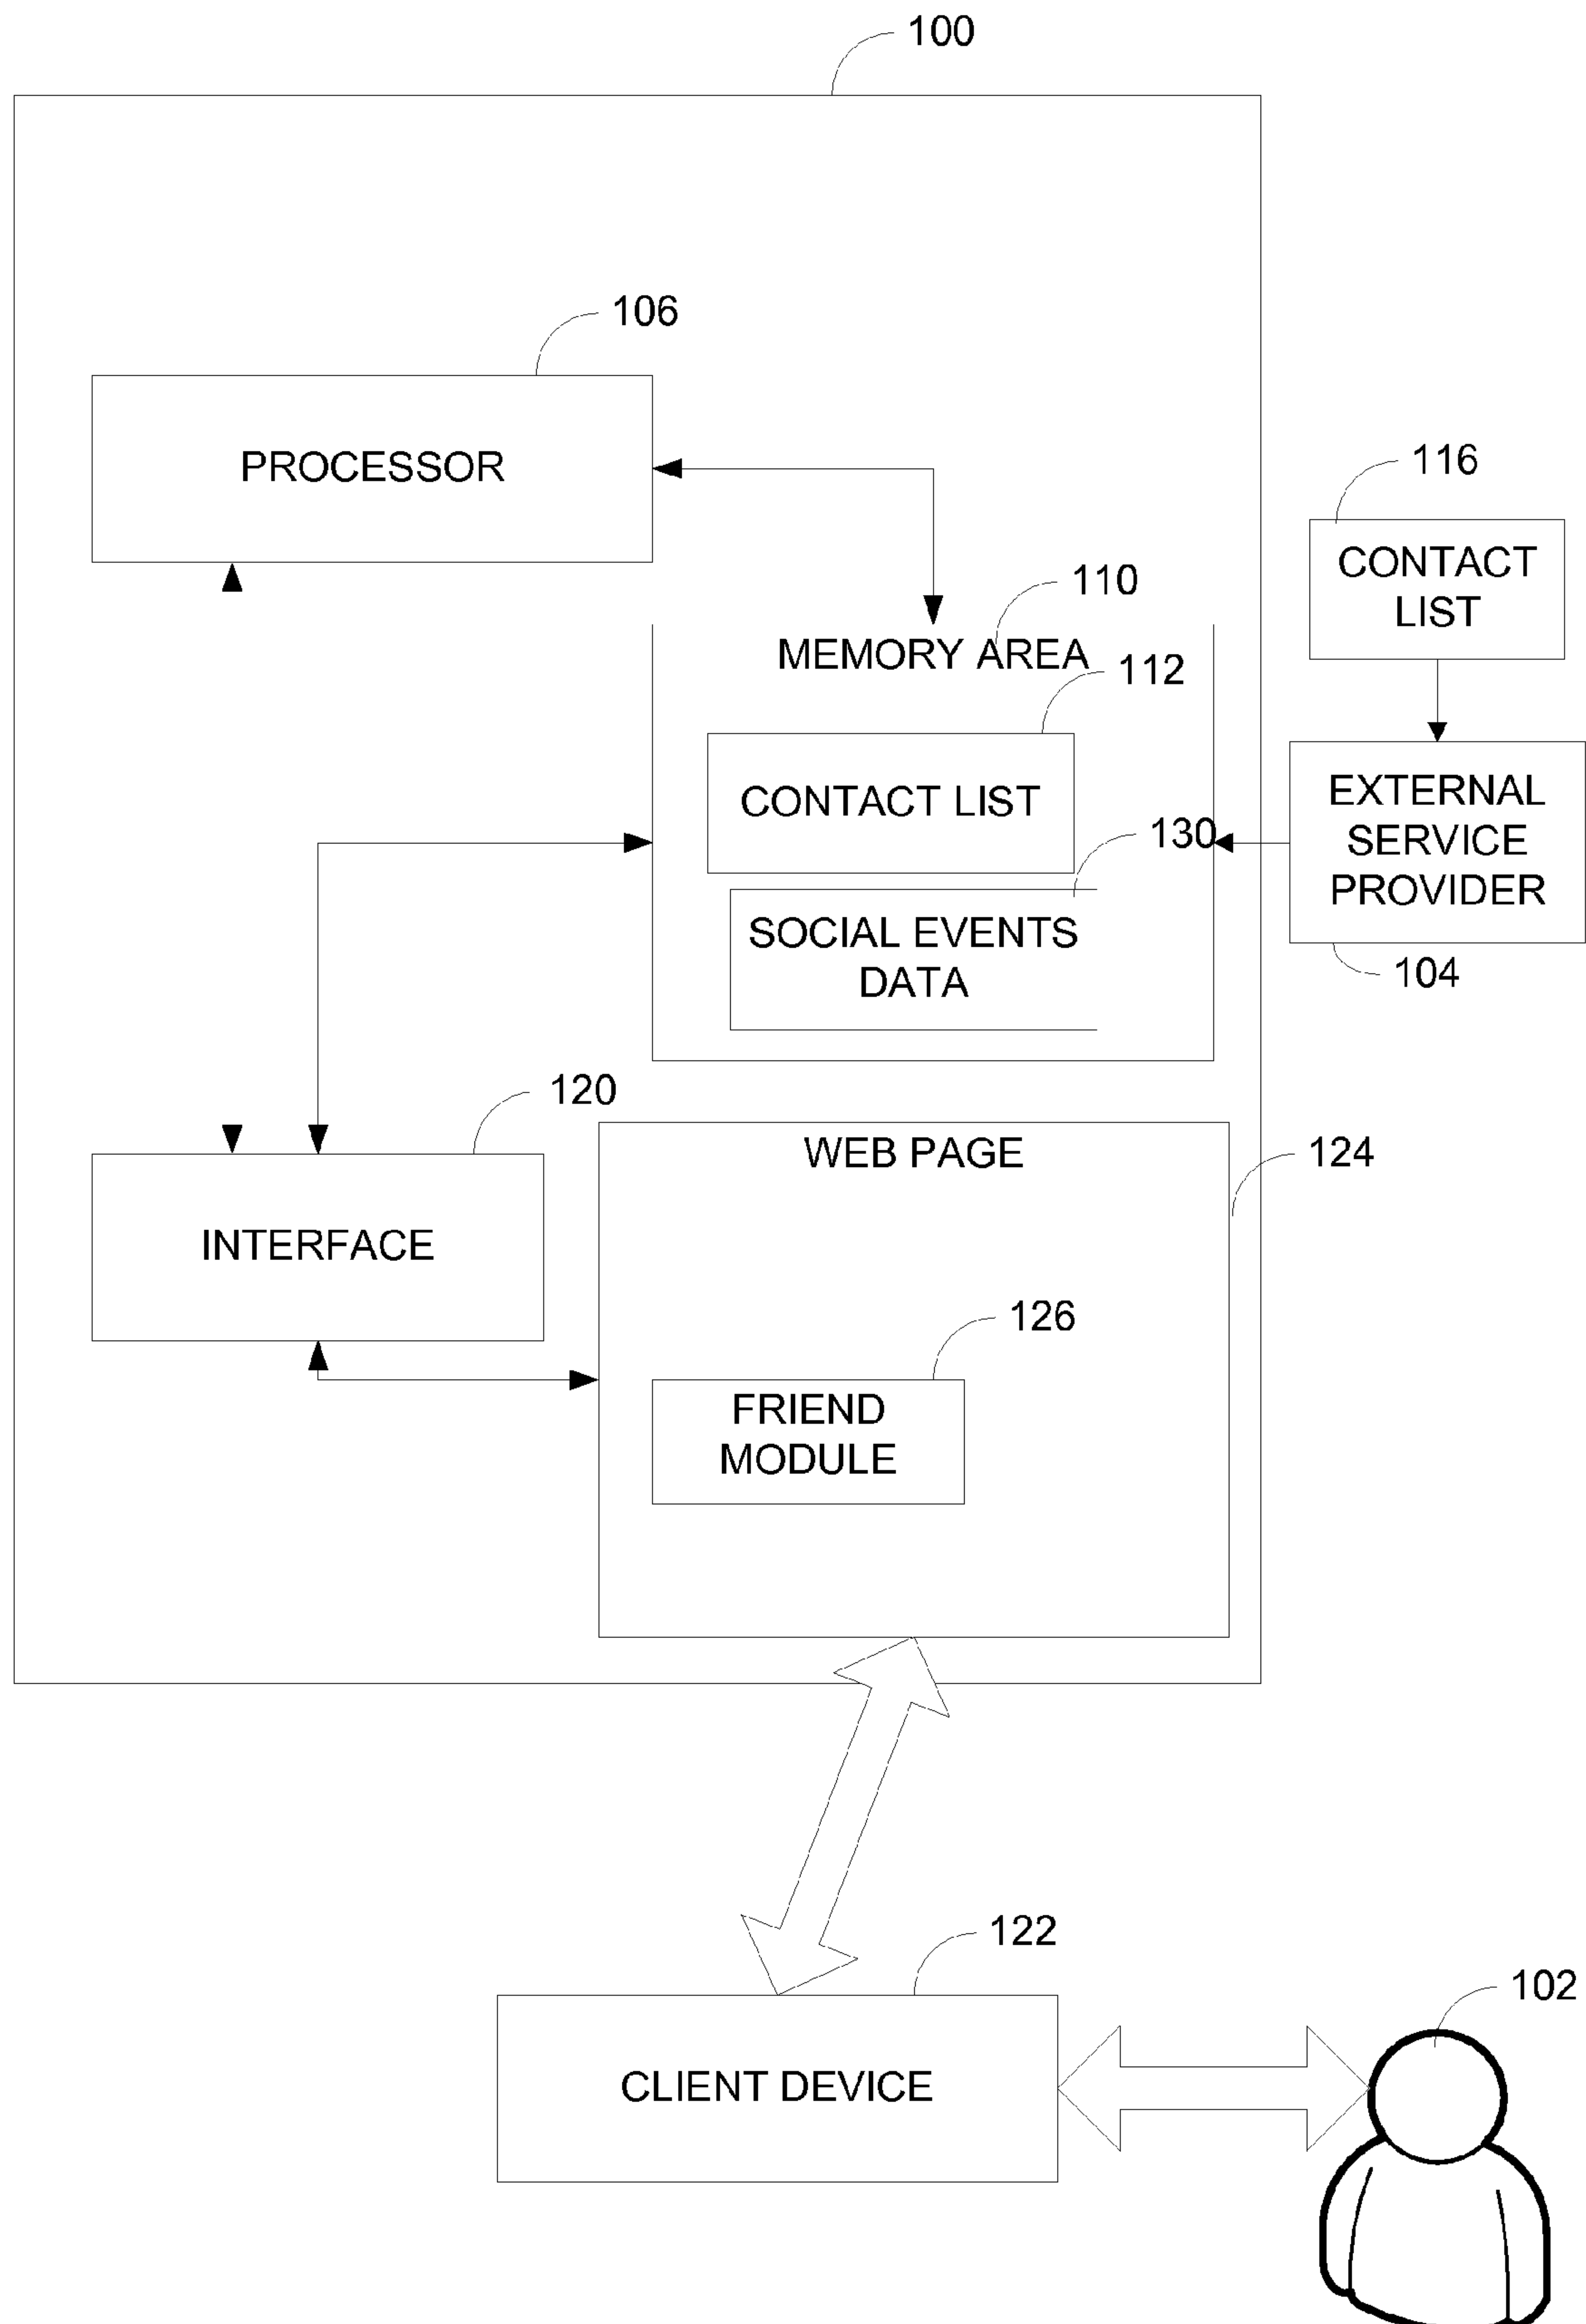 100
106
PROCESSOR
116
CONTACT
LIST
110
MEMORY AREA
112
CONTACT LIST
130
EXTERNAL
SERVICE
PROVIDER
SOCIAL EVENTS
DATA
104
120
WEB PAGE
124
INTERFACE
126
FRIEND
MODULE
122
102
CLIENT DEVICE